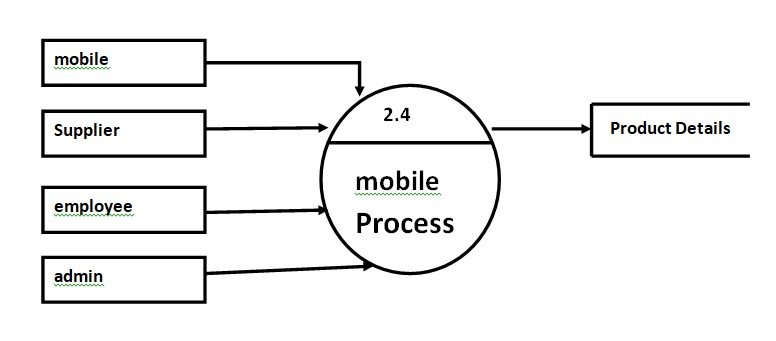 mobile
Supplier
employee
admin
2.4
mobile
Process
Product Details